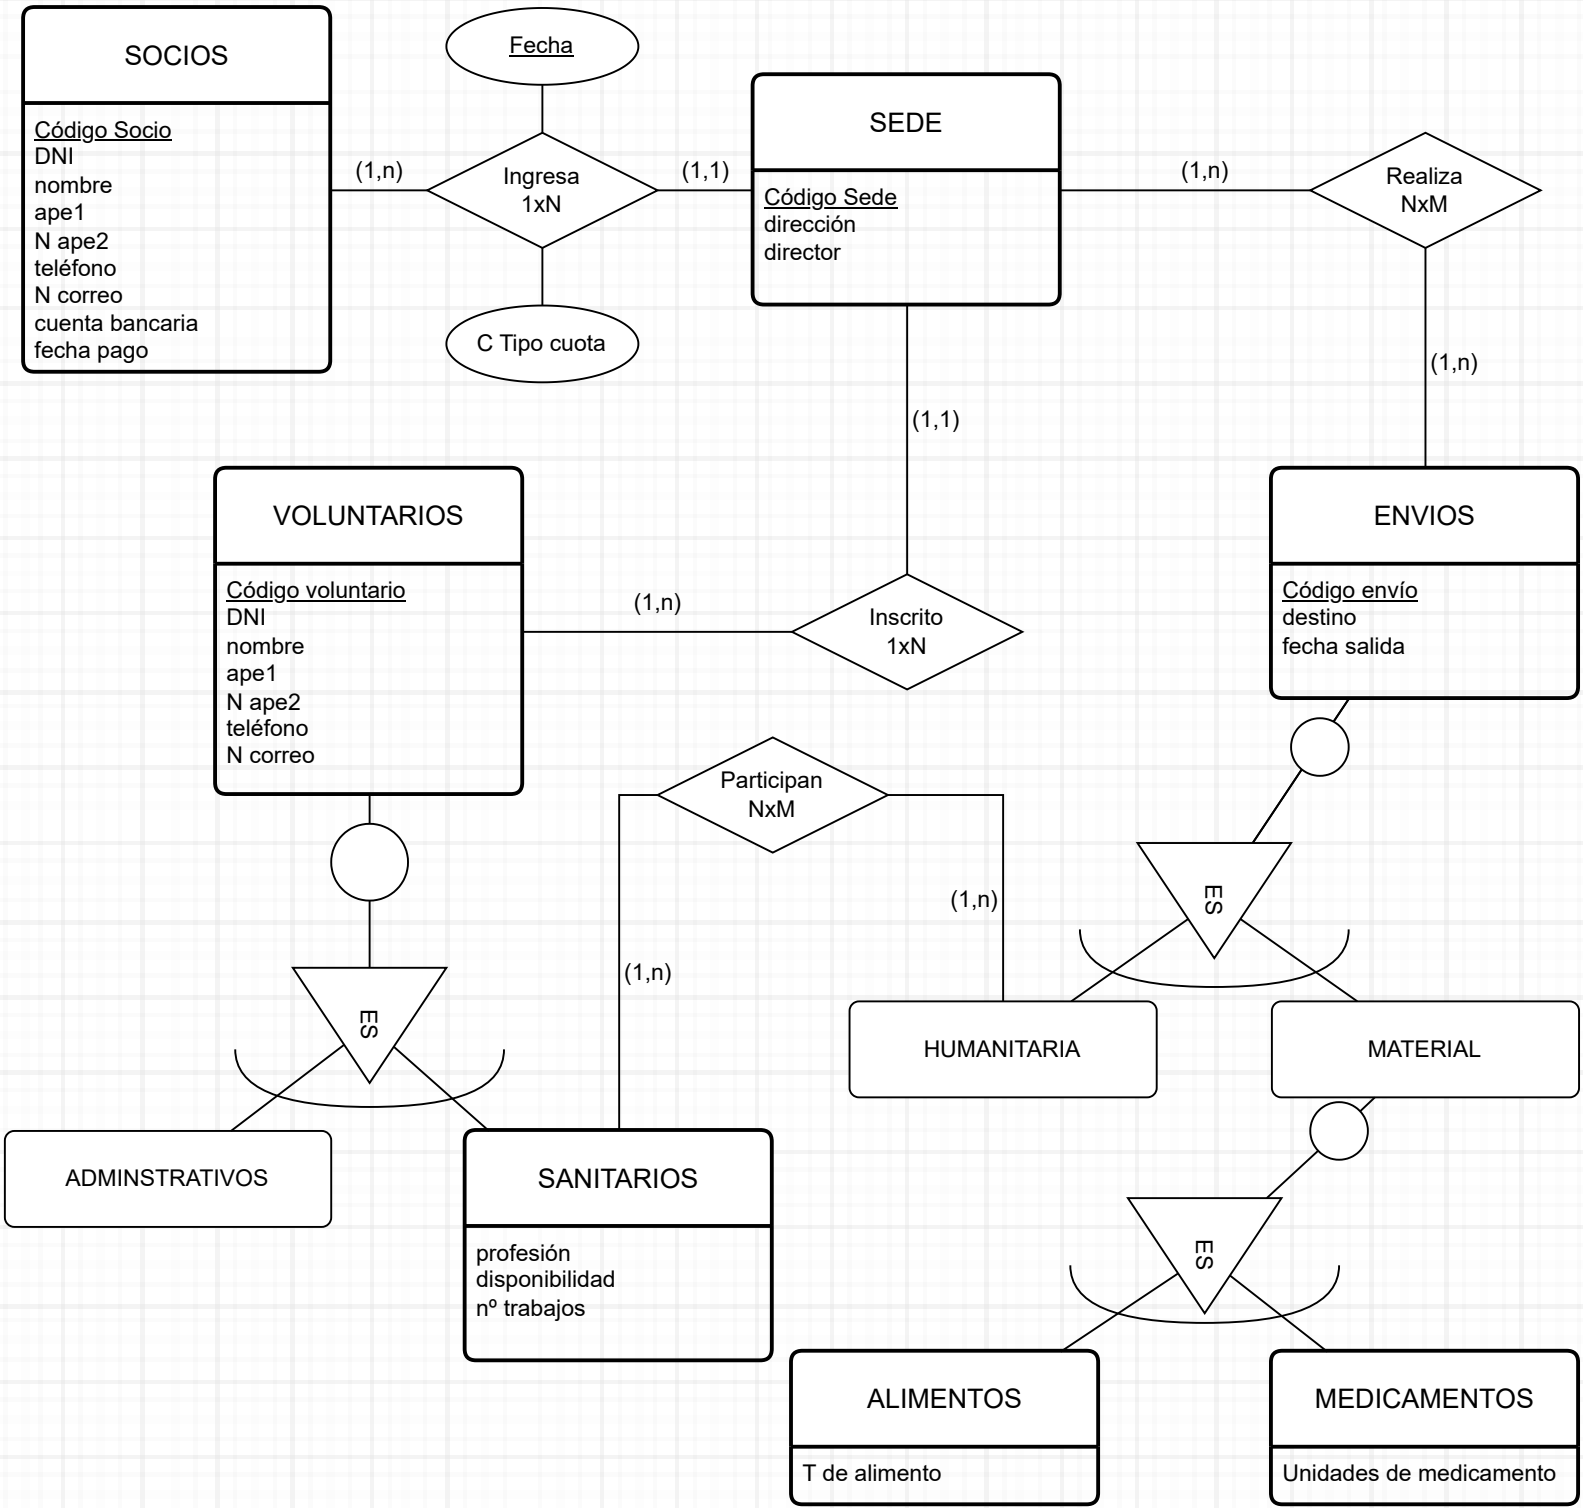 SOCIOS
Código Socio
DNI
nombre
ape1
N ape2
teléfono
N correo
cuenta bancaria
fecha pago
Fecha
(1,n)
Ingresa
1xN
(1,1)
C Tipo cuota
SEDE
Código Sede
dirección
director
(1,n)
Realiza
NxM
(1,n)
(1,1)
VOLUNTARIOS
Código voluntario
DNI
nombre
ape1
N ape2
teléfono
N correo
(1,n)
Inscrito
1xN
ENVIOS
Código envío
destino
fecha salida
Participan
NxM
(1,n)
(1,n)
ES
ES
HUMANITARIA
MATERIAL
ADMINSTRATIVOS
SANITARIOS
profesión
disponibilidad
nº trabajos
ES
ALIMENTOS
T de alimento
MEDICAMENTOS
Unidades de medicamento